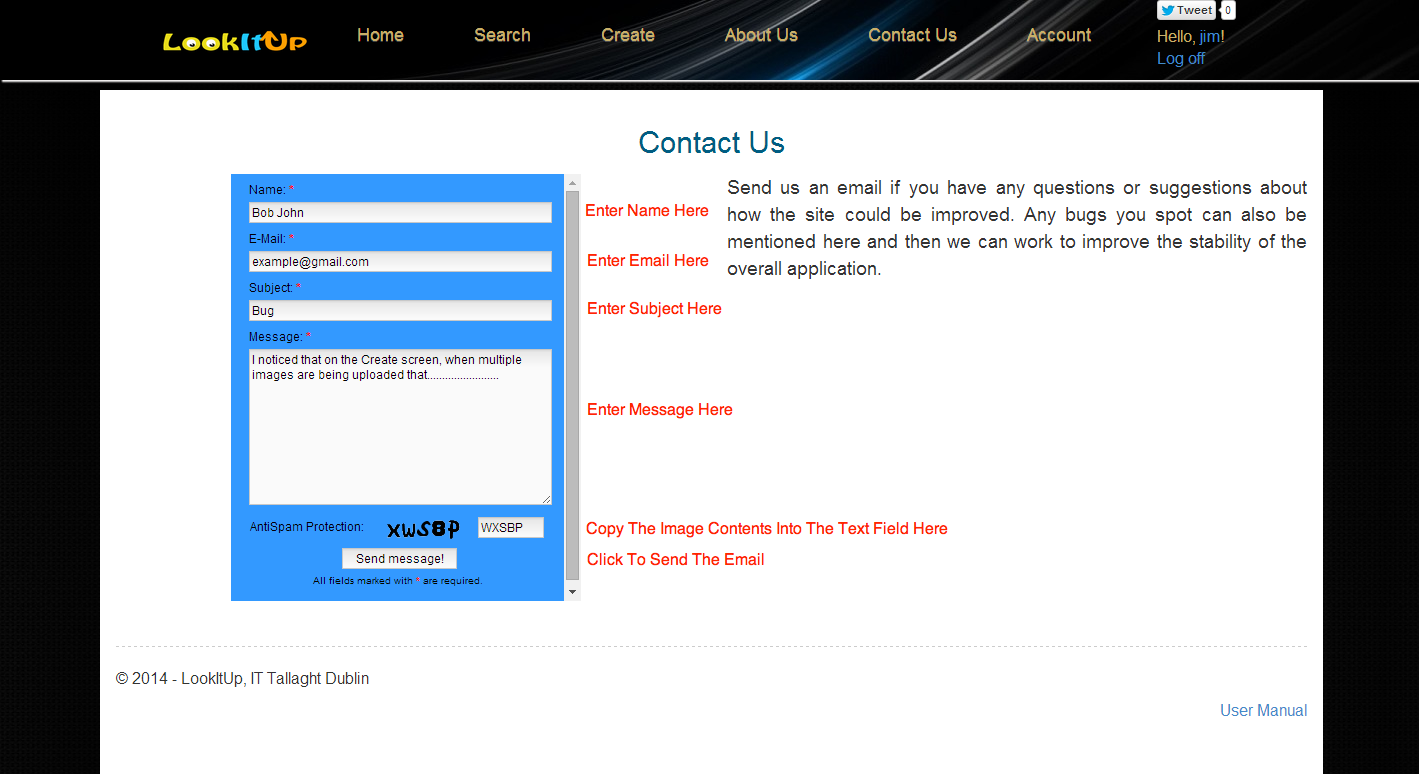 LookItUp
Home
Search
Create
About Us
Contact Us
Account
Tweet
0
Hello, jim!
Log off
Contact Us
Name: *
Bob John
Enter Name Here
E-Mail: *
example@gmail.com
Enter Email Here
Subject: *
Bug
Enter Subject Here
Message: *
I noticed that on the Create screen, when multiple
images are being uploaded that........................
Enter Message Here
AntiSpam Protection:
xwSBP
WXSBP
Copy The Image Contents Into The Text Field Here
Send message!
Click To Send The Email
All fields marked with * are required.
Send us an email if you have any questions or suggestions about
how the site could be improved. Any bugs you spot can also be
mentioned here and then we can work to improve the stability of the
overall application.
© 2014 - LookItUp, IT Tallaght Dublin
User Manual